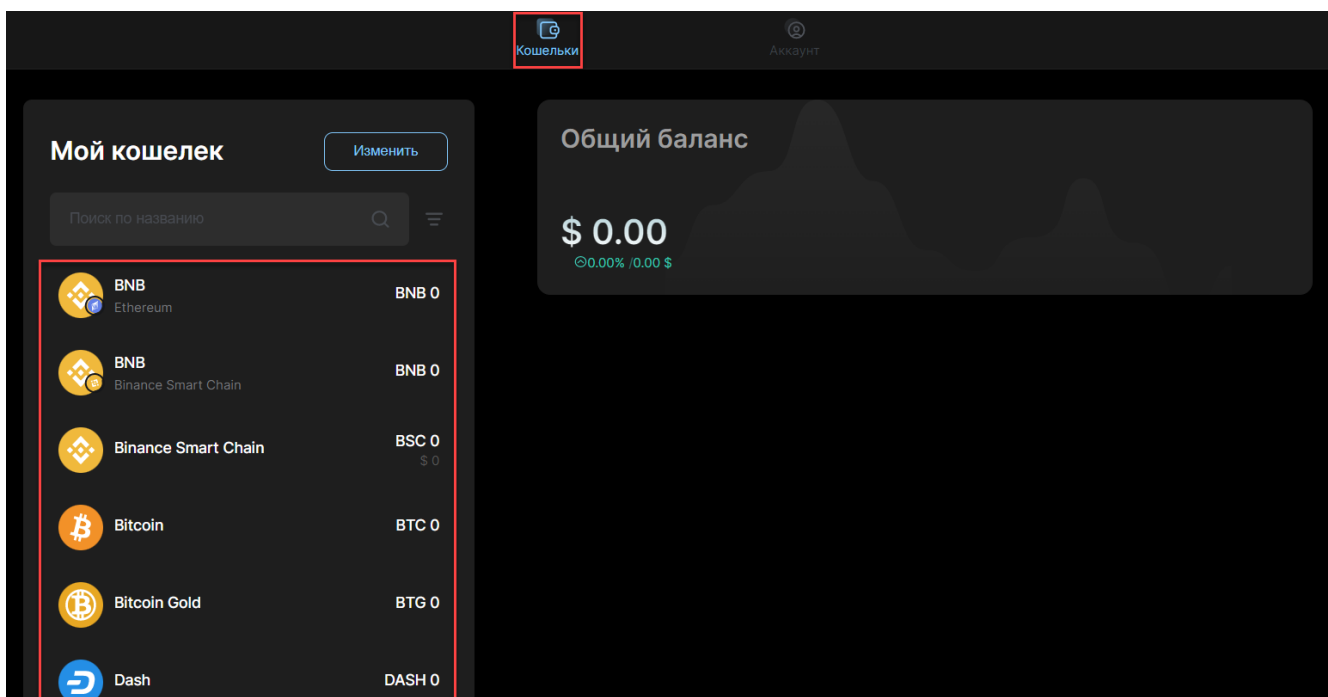 Кошельки
Аккаунт
Мой кошелек
Изменить
Поиск по названию
BNB
Ethereum
BNB 0
BNB
Binance Smart Chain
BNB 0
Binance Smart Chain
BSC 0
$ 0
Bitcoin
BTC 0
Bitcoin Gold
BTG 0
Dash
DASH 0
Общий баланс
$ 0.00
0.00% /0.00 $